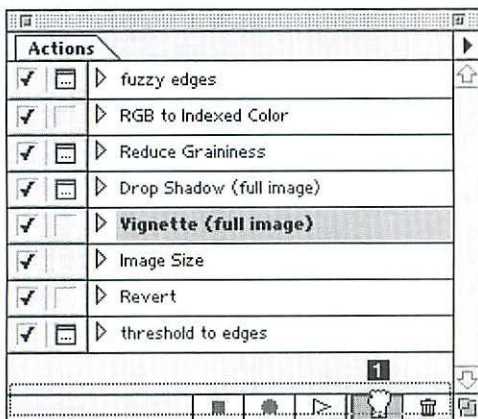 Actions
fuzzy edges
RGB to Indexed Color
Reduce Graininess
Drop Shadow (full image)
Vignette (full image)
Image Size
Revert
threshold to edges
1